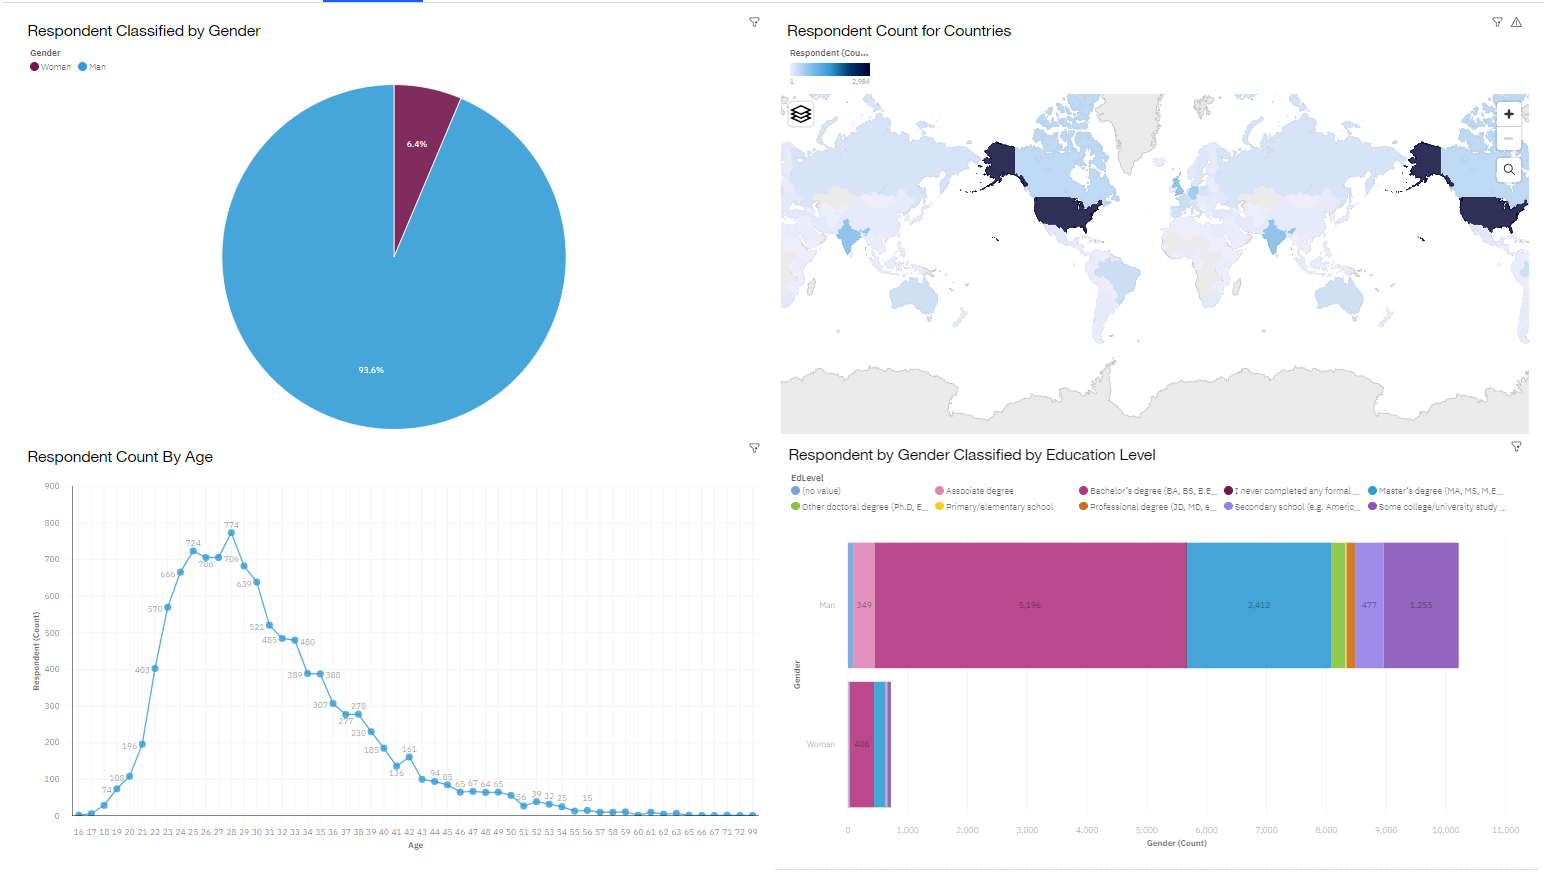 Respondent Classified by Gender
Gender
Woman Man
6.4%
93.6%
Respondent Count for Countries
Respondent (Cou...
1 2,984
Respondent Count By Age
Respondent (Count)
900
800
700
600
500
400
300
200
100
0
74
108
196
403
570
666
724
706
706
774
639
521
485
480
389
388
307
277
278
230
185
136
161
94
85
65
67
64
65
56
39
32
25
15
16 17 18 19 20 21 22 23 24 25 26 27 28 29 30 31 32 33 34 35 36 37 38 39 40 41 42 43 44 45 46 47 48 49 50 51 52 53 54 55 56 57 58 59 60 61 62 63 65 66 67 71 72 99
Age
Respondent by Gender Classified by Education Level
EdLevel
(no value) Associate degree Bachelor's degree (BA, BS, B.E... I never completed any formal ... Master's degree (MA, MS, M.E...
Other doctoral degree (Ph.D, E... Primary/elementary school Professional degree (JD, MD, e... Secondary school (e.g. Americ... Some college/university study ...
Gender
Man
349 5,196 2,412 477 1,255
Woman
406
0 1,000 2,000 3,000 4,000 5,000 6,000 7,000 8,000 9,000 10,000 11,000
Gender (Count)